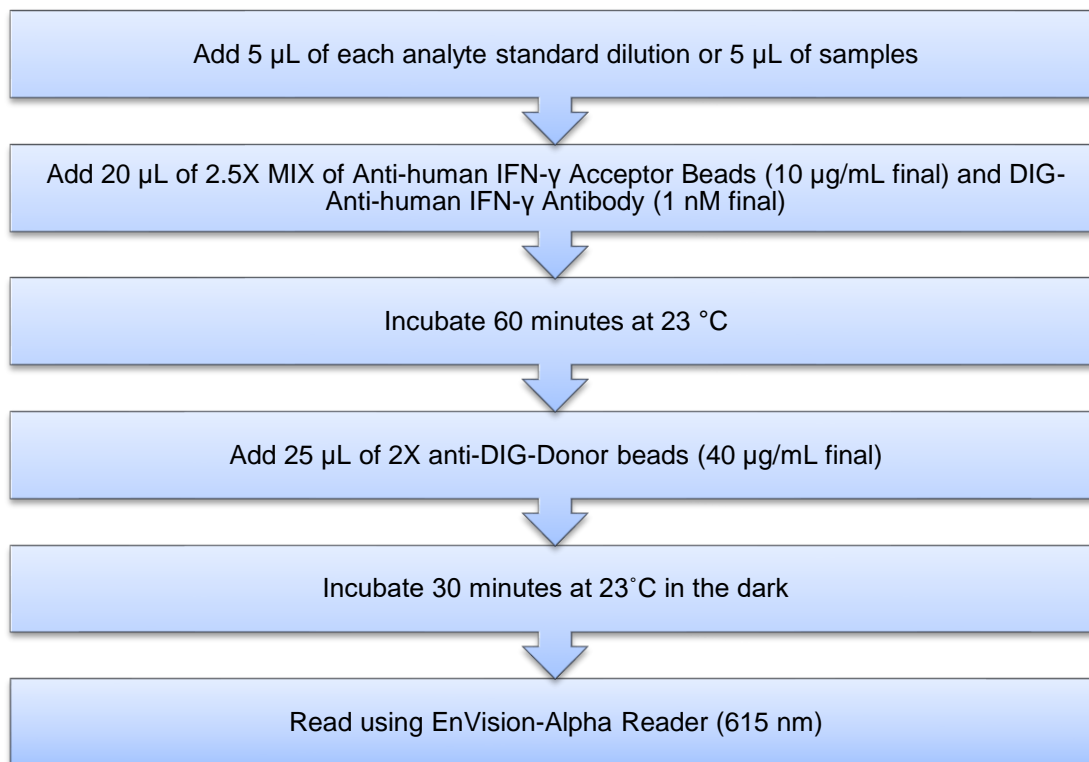 Add 5 µL of each analyte standard dilution or 5 µL of samples
Add 20 µL of 2.5X MIX of Anti-human IFN-γ Acceptor Beads (10 µg/mL final) and DIG-
Anti-human IFN-γ Antibody (1 nM final)
Incubate 60 minutes at 23 °C
Add 25 µL of 2X anti-DIG-Donor beads (40 µg/mL final)
Incubate 30 minutes at 23˚C in the dark
Read using EnVision-Alpha Reader (615 nm)